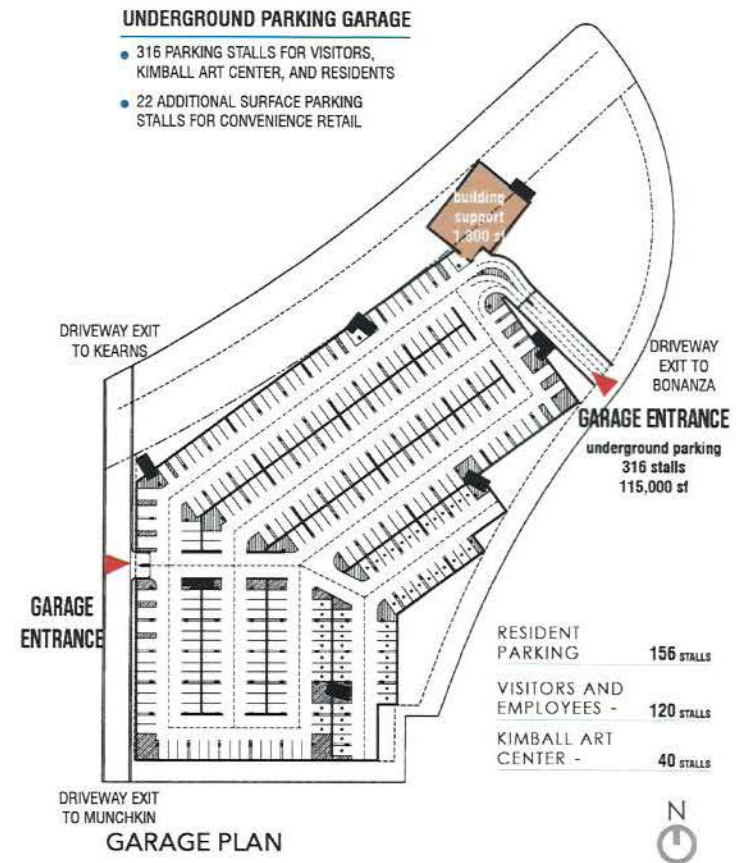 UNDERGROUND PARKING GARAGE
• 316 PARKING STALLS FOR VISITORS,
KIMBALL ART CENTER, AND RESIDENTS
• 22 ADDITIONAL SURFACE PARKING
STALLS FOR CONVENIENCE RETAIL
building
support
1,800 sf
DRIVEWAY EXIT
TO KEARNS
DRIVEWAY
EXIT TO
BONANZA
GARAGE ENTRANCE
underground parking
316 stalls
115,000 sf
GARAGE
ENTRANCE
RESIDENT
PARKING 156 STALLS
VISITORS AND
EMPLOYEES - 120 STALLS
KIMBALL ART
CENTER - 40 STALLS
DRIVEWAY EXIT
TO MUNCHKIN
GARAGE PLAN
N